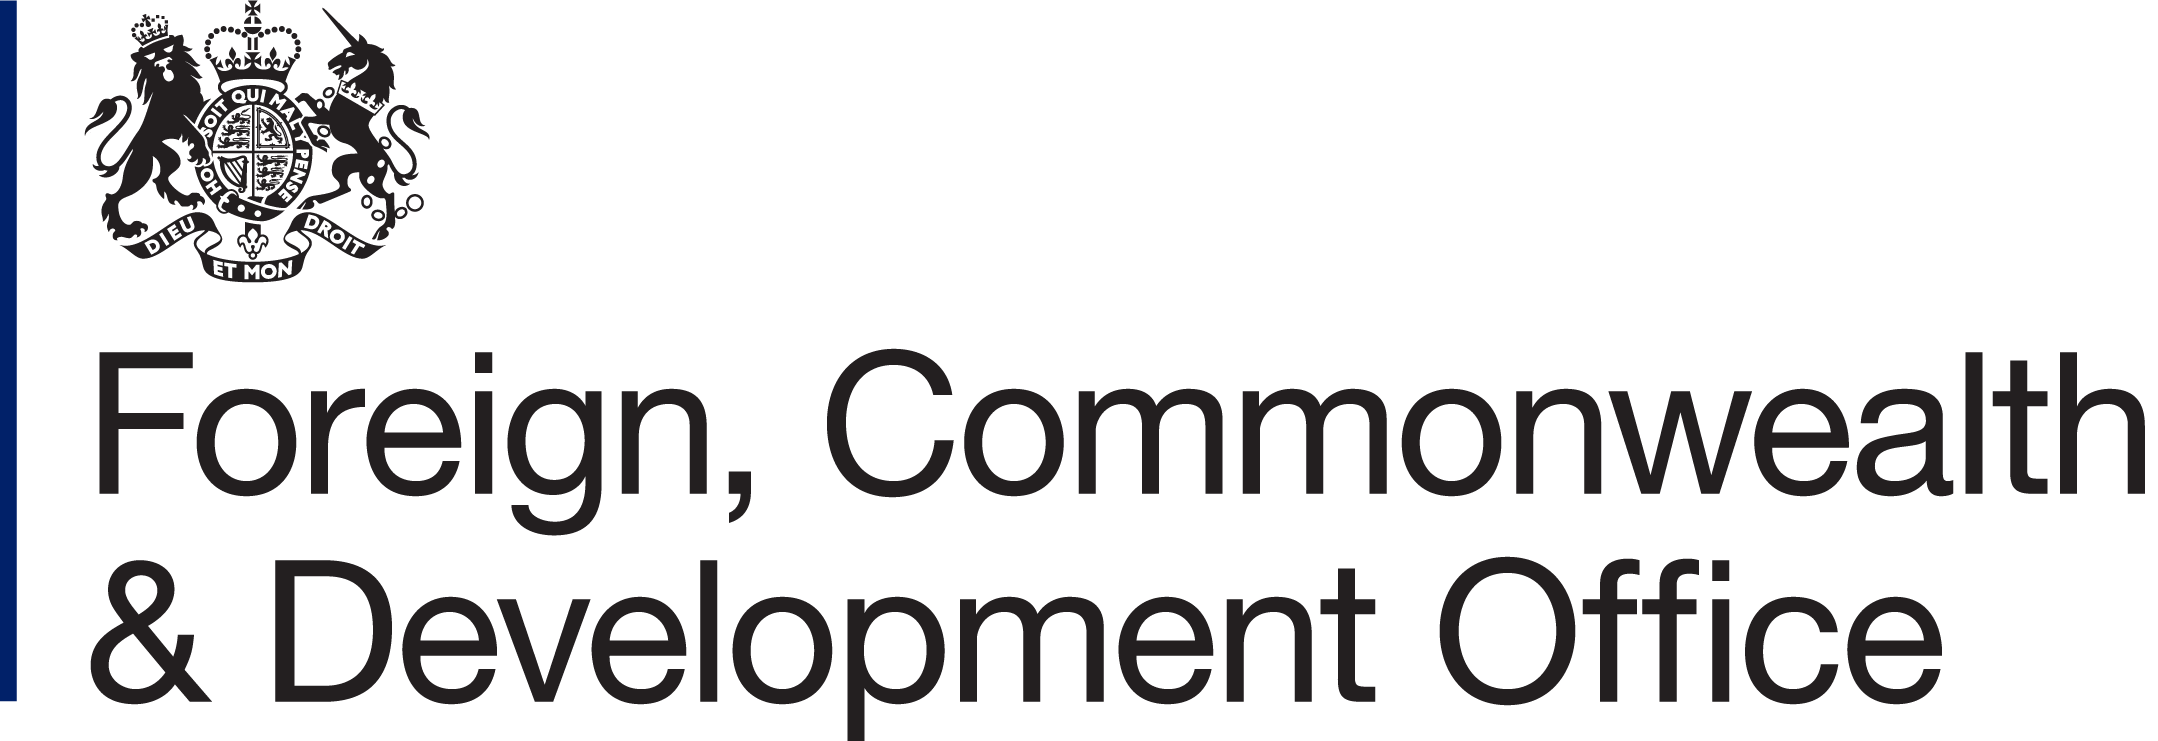 HONI SOIT QUI MAL Y PENSE
DIEU ET MON DROIT
Foreign, Commonwealth
& Development Office